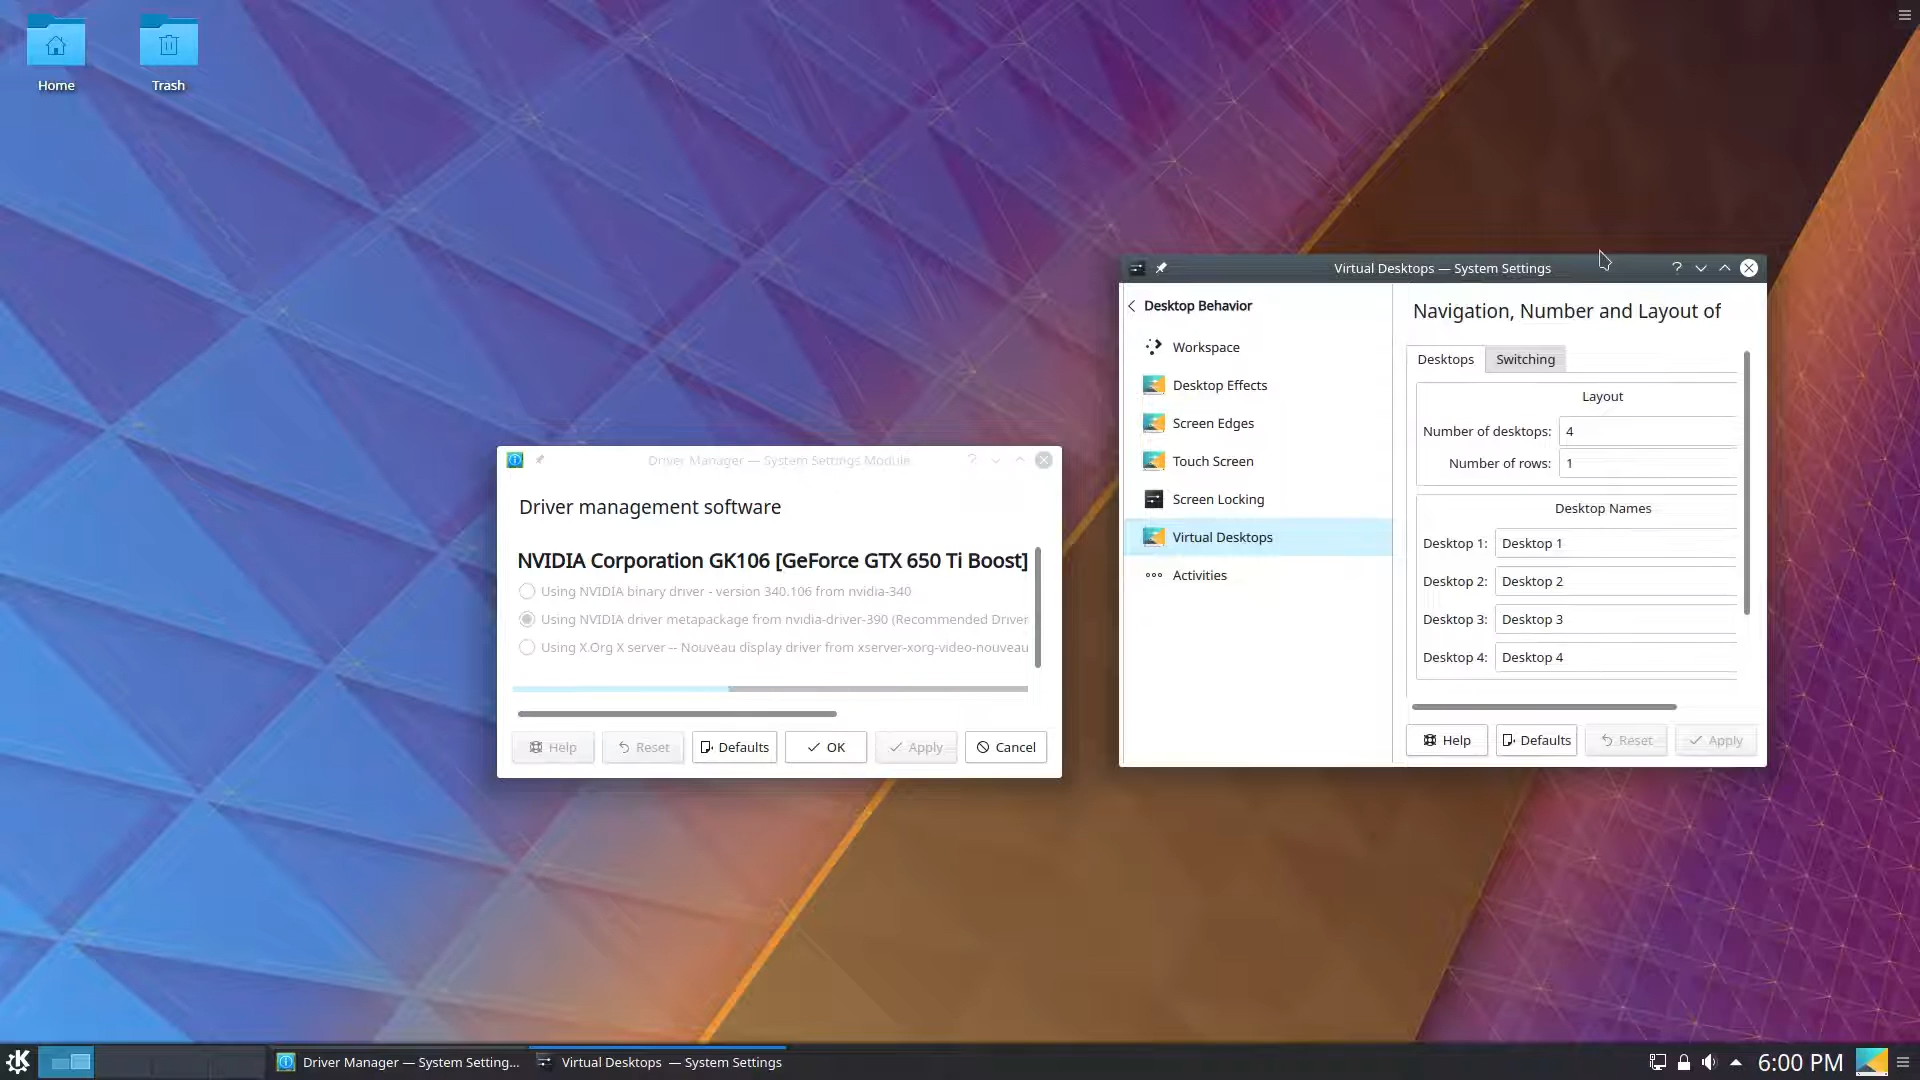 Home
Trash
Virtual Desktops — System Settings
Desktop Behavior
Workspace
Desktop Effects
Screen Edges
Touch Screen
Screen Locking
Virtual Desktops
Activities
Navigation, Number and Layout of
Desktops
Switching
Layout
Number of desktops: 4
Number of rows: 1
Desktop Names
Desktop 1: Desktop 1
Desktop 2: Desktop 2
Desktop 3: Desktop 3
Desktop 4: Desktop 4
Help
Defaults
Reset
Apply
Driver Manager — System Settings Module
Driver management software
NVIDIA Corporation GK106 [GeForce GTX 650 Ti Boost]
Using NVIDIA binary driver - version 340.106 from nvidia-340
Using NVIDIA driver metapackage from nvidia-driver-390 (Recommended Driver
Using X.Org X server -- Nouveau display driver from xserver-xorg-video-nouveau
Help
Reset
Defaults
OK
Apply
Cancel
Driver Manager — System Setting...
Virtual Desktops — System Settings
6:00 PM